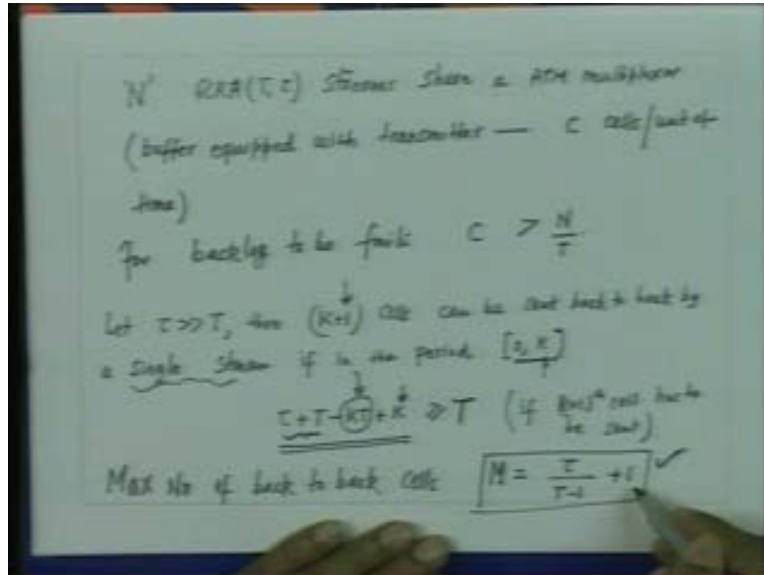 N GCRA(T τ) Streams share a ATM multiplexer
(buffer equipped with transmitter — C cells/unit of
time)
For backlog to be finite C > N/T
Let τ>>T, then (K+1) cells can be sent back to back by
a single stream if in the period [0, K]
τ+T-KT+K ≥ T (if (K+1)th cell has to
be sent)
Max No of back to back cells M = τ/(T-1) +1 ✓